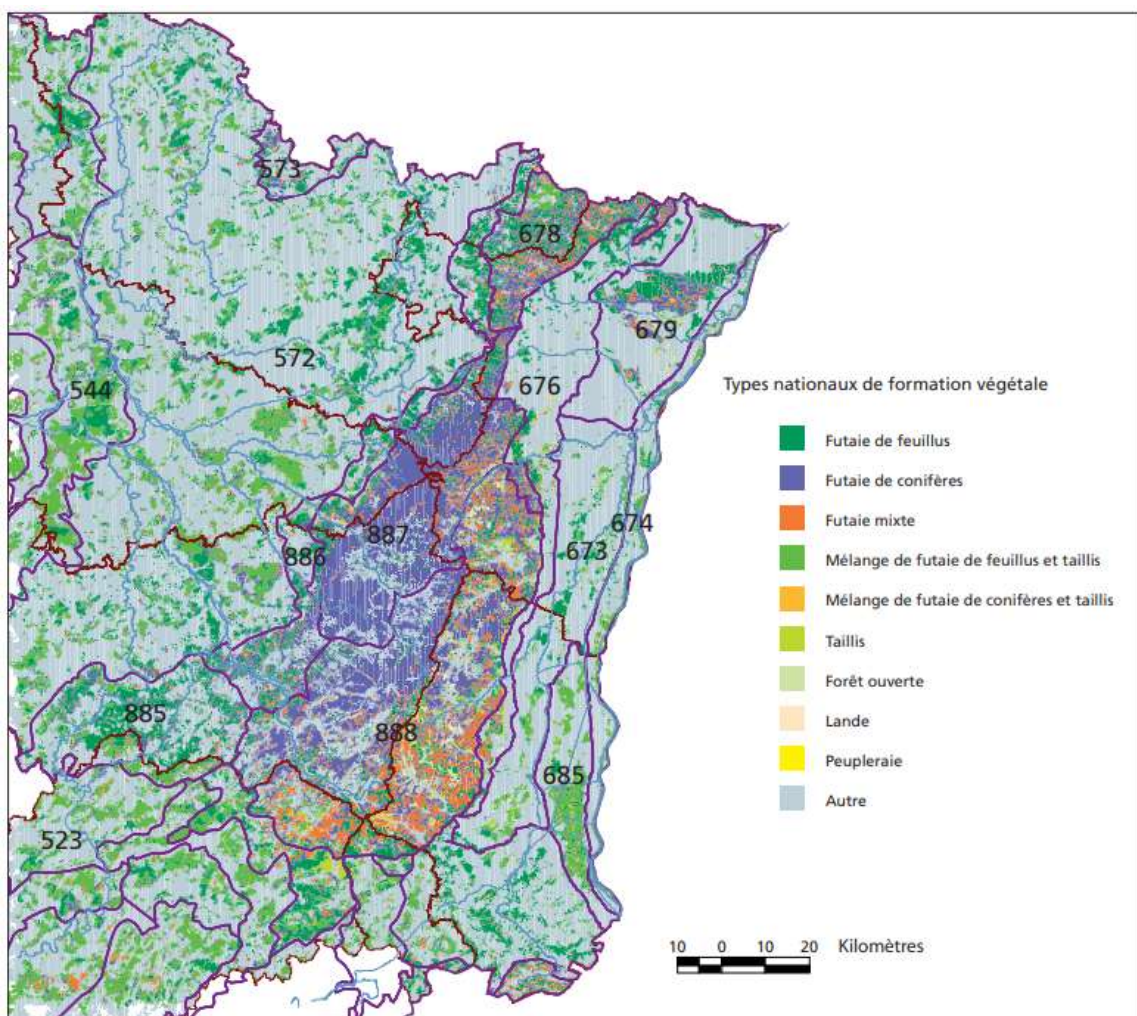 573
678
679
572
676
544
Types nationaux de formation végétale
Futaie de feuillus
Futaie de conifères
Futaie mixte
Mélange de futaie de feuillus et taillis
Mélange de futaie de conifères et taillis
Taillis
Forêt ouverte
Lande
Peupleraie
Autre
674
887
673
886
885
888
685
523
10 0 10 20 Kilomètres